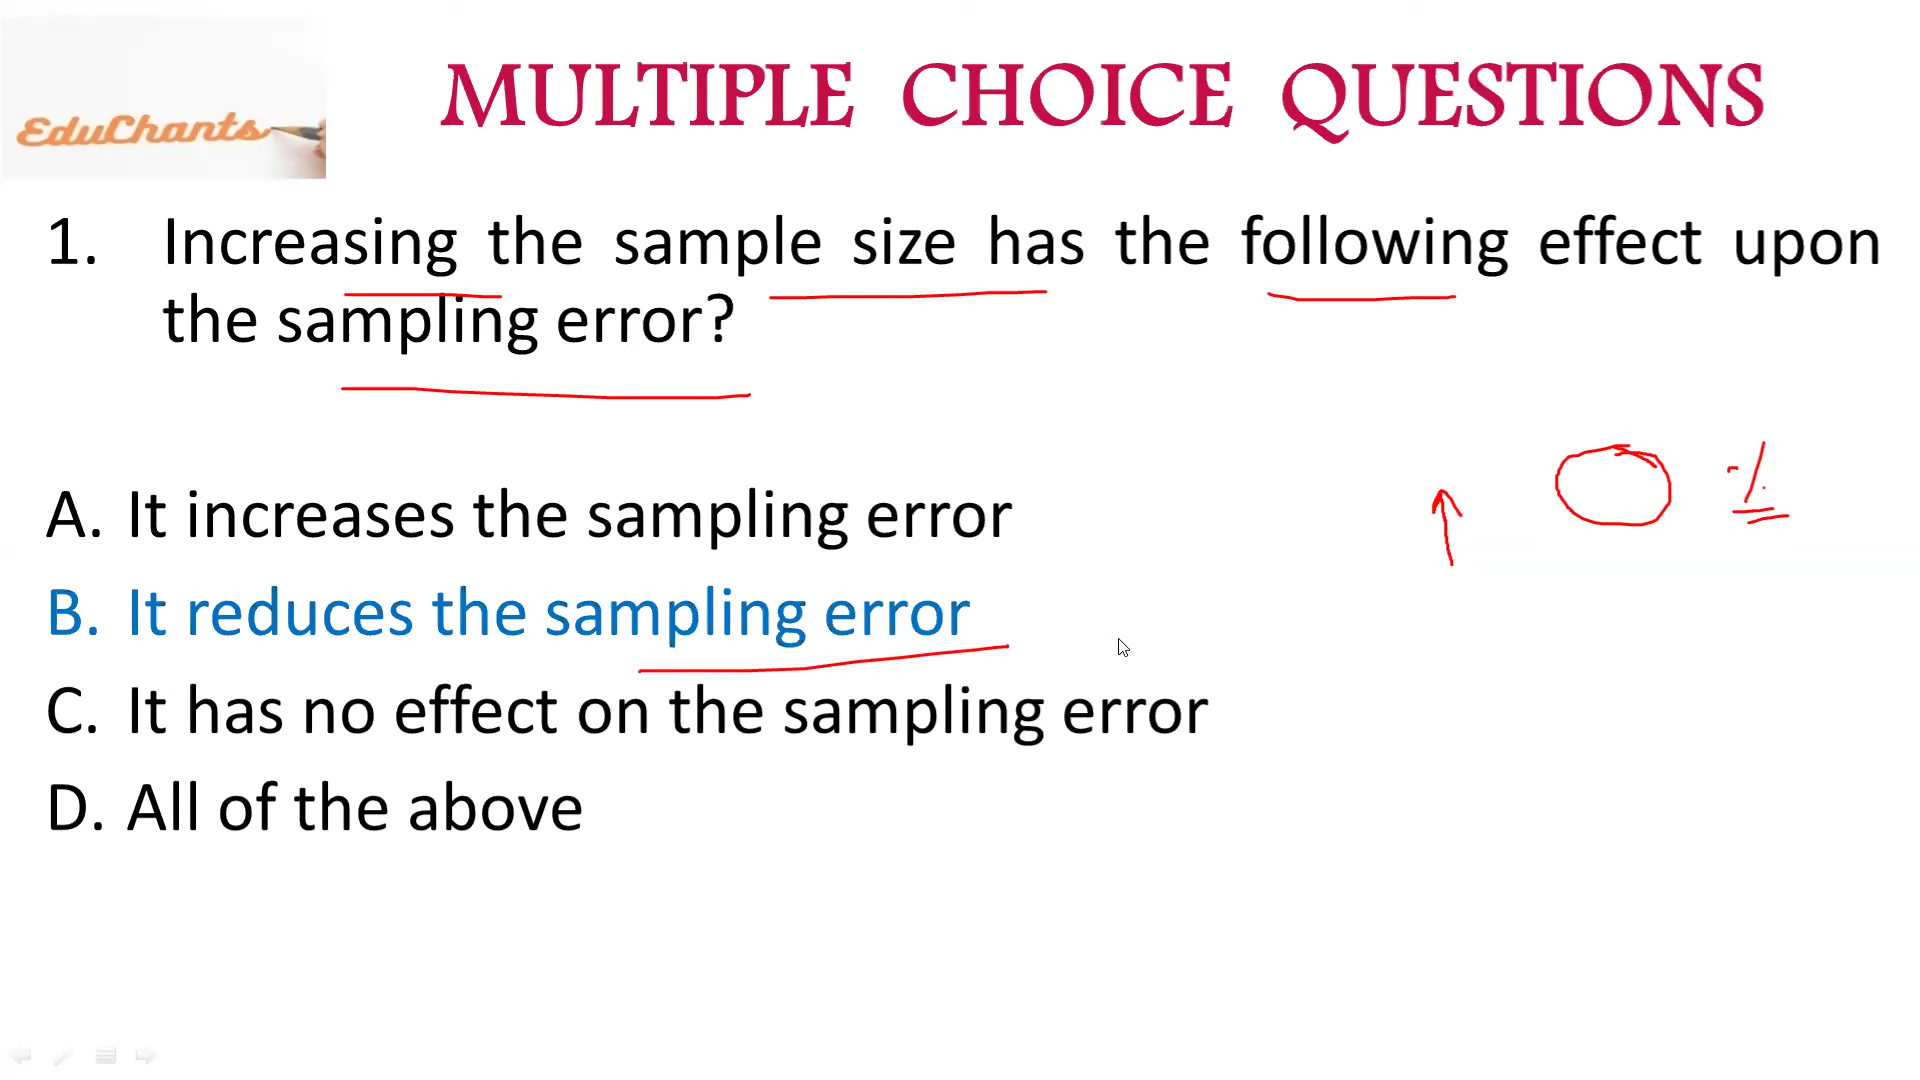 EduChants
MULTIPLE CHOICE QUESTIONS
1. Increasing the sample size has the following effect upon
the sampling error?
A. It increases the sampling error
B. It reduces the sampling error
C. It has no effect on the sampling error
D. All of the above